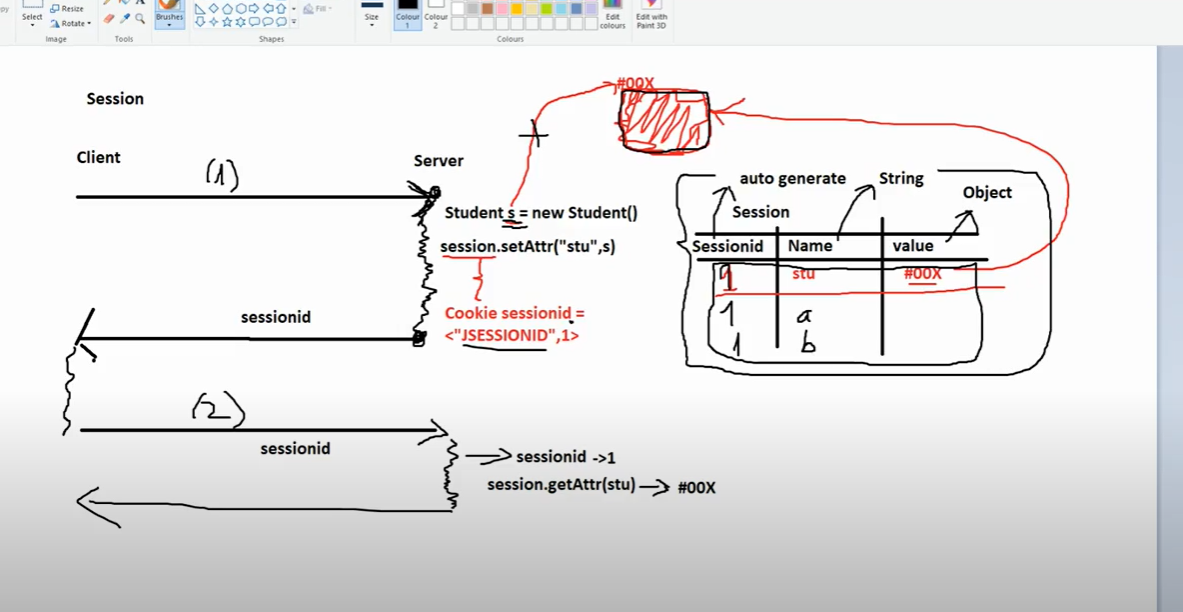 Resize
Select
Rotate
Brushes
Fill
Size
Colour
1
Colour
2
Edit
colours
Edit with
Paint 3D
Image
Tools
Shapes
Colours
Session
#00X
Client
(1)
Server
auto generate
String
Object
Student s = new Student()
Session
session.setAttr("stu",s)
Sessionid
Name
value
1
stu
#00X
sessionid
Cookie sessionid =
<"JSESSIONID",1>
1
a
1
b
(2)
sessionid
sessionid ->1
session.getAttr(stu)
#00X